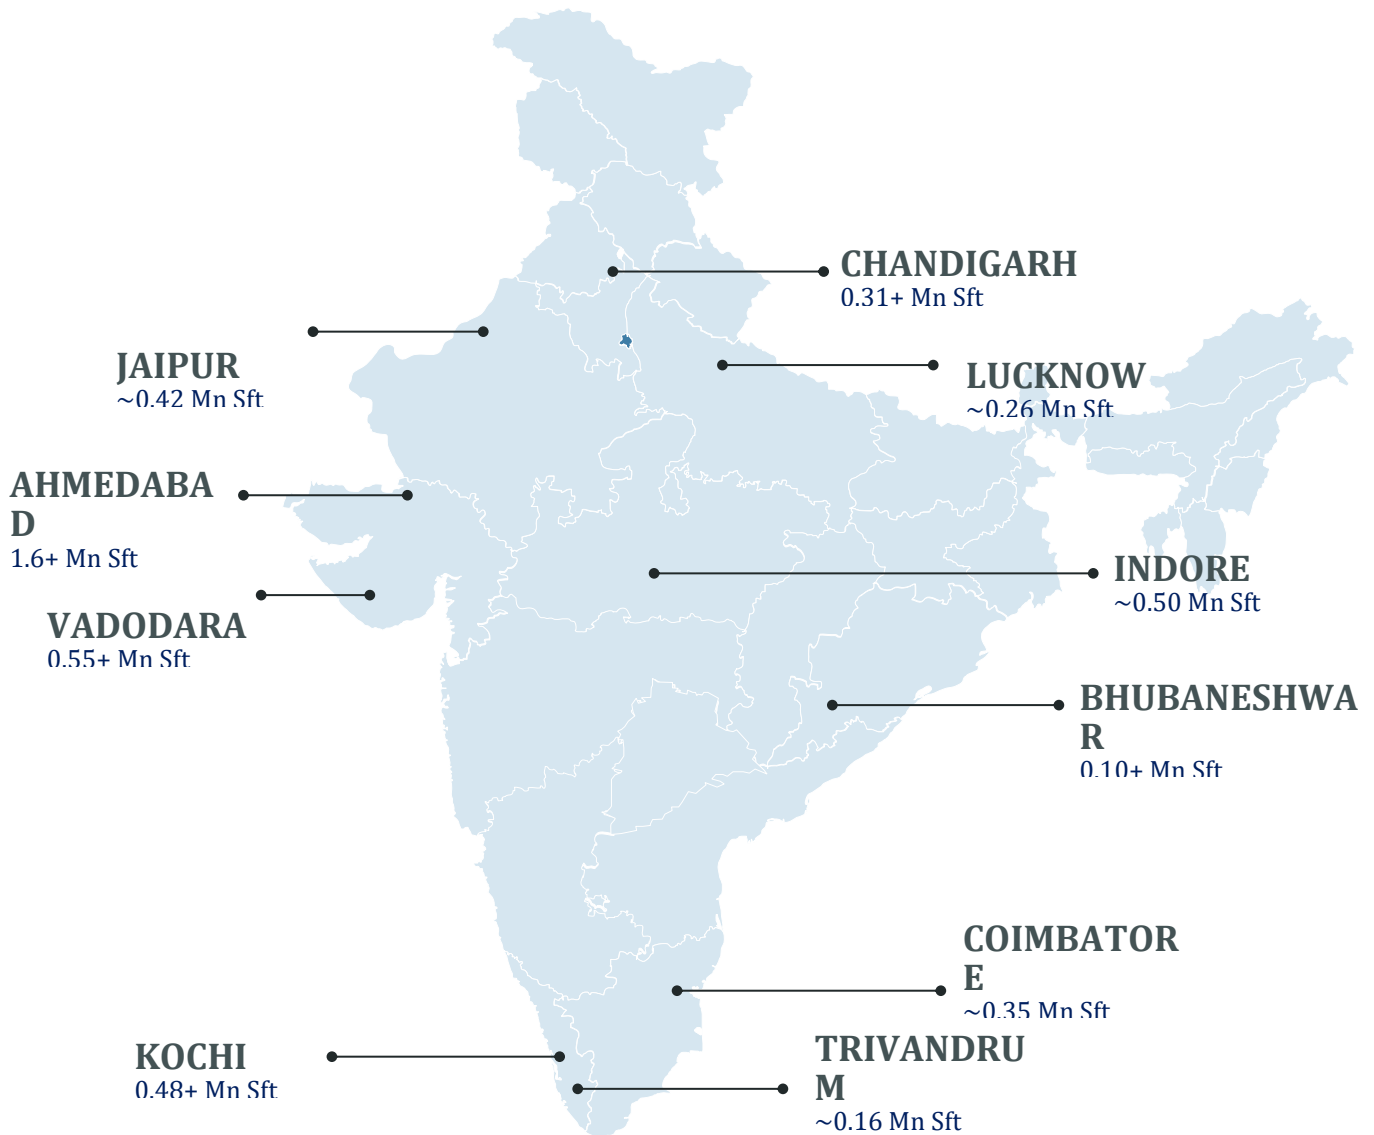 CHANDIGARH
0.31+ Mn Sft
JAIPUR
~0.42 Mn Sft
LUCKNOW
~0.26 Mn Sft
AHMEDABA
D
1.6+ Mn Sft
INDORE
~0.50 Mn Sft
VADODARA
0.55+ Mn Sft
BHUBANESHWA
R
0.10+ Mn Sft
COIMBATOR
E
~0.35 Mn Sft
KOCHI
0.48+ Mn Sft
TRIVANDRU
M
~0.16 Mn Sft